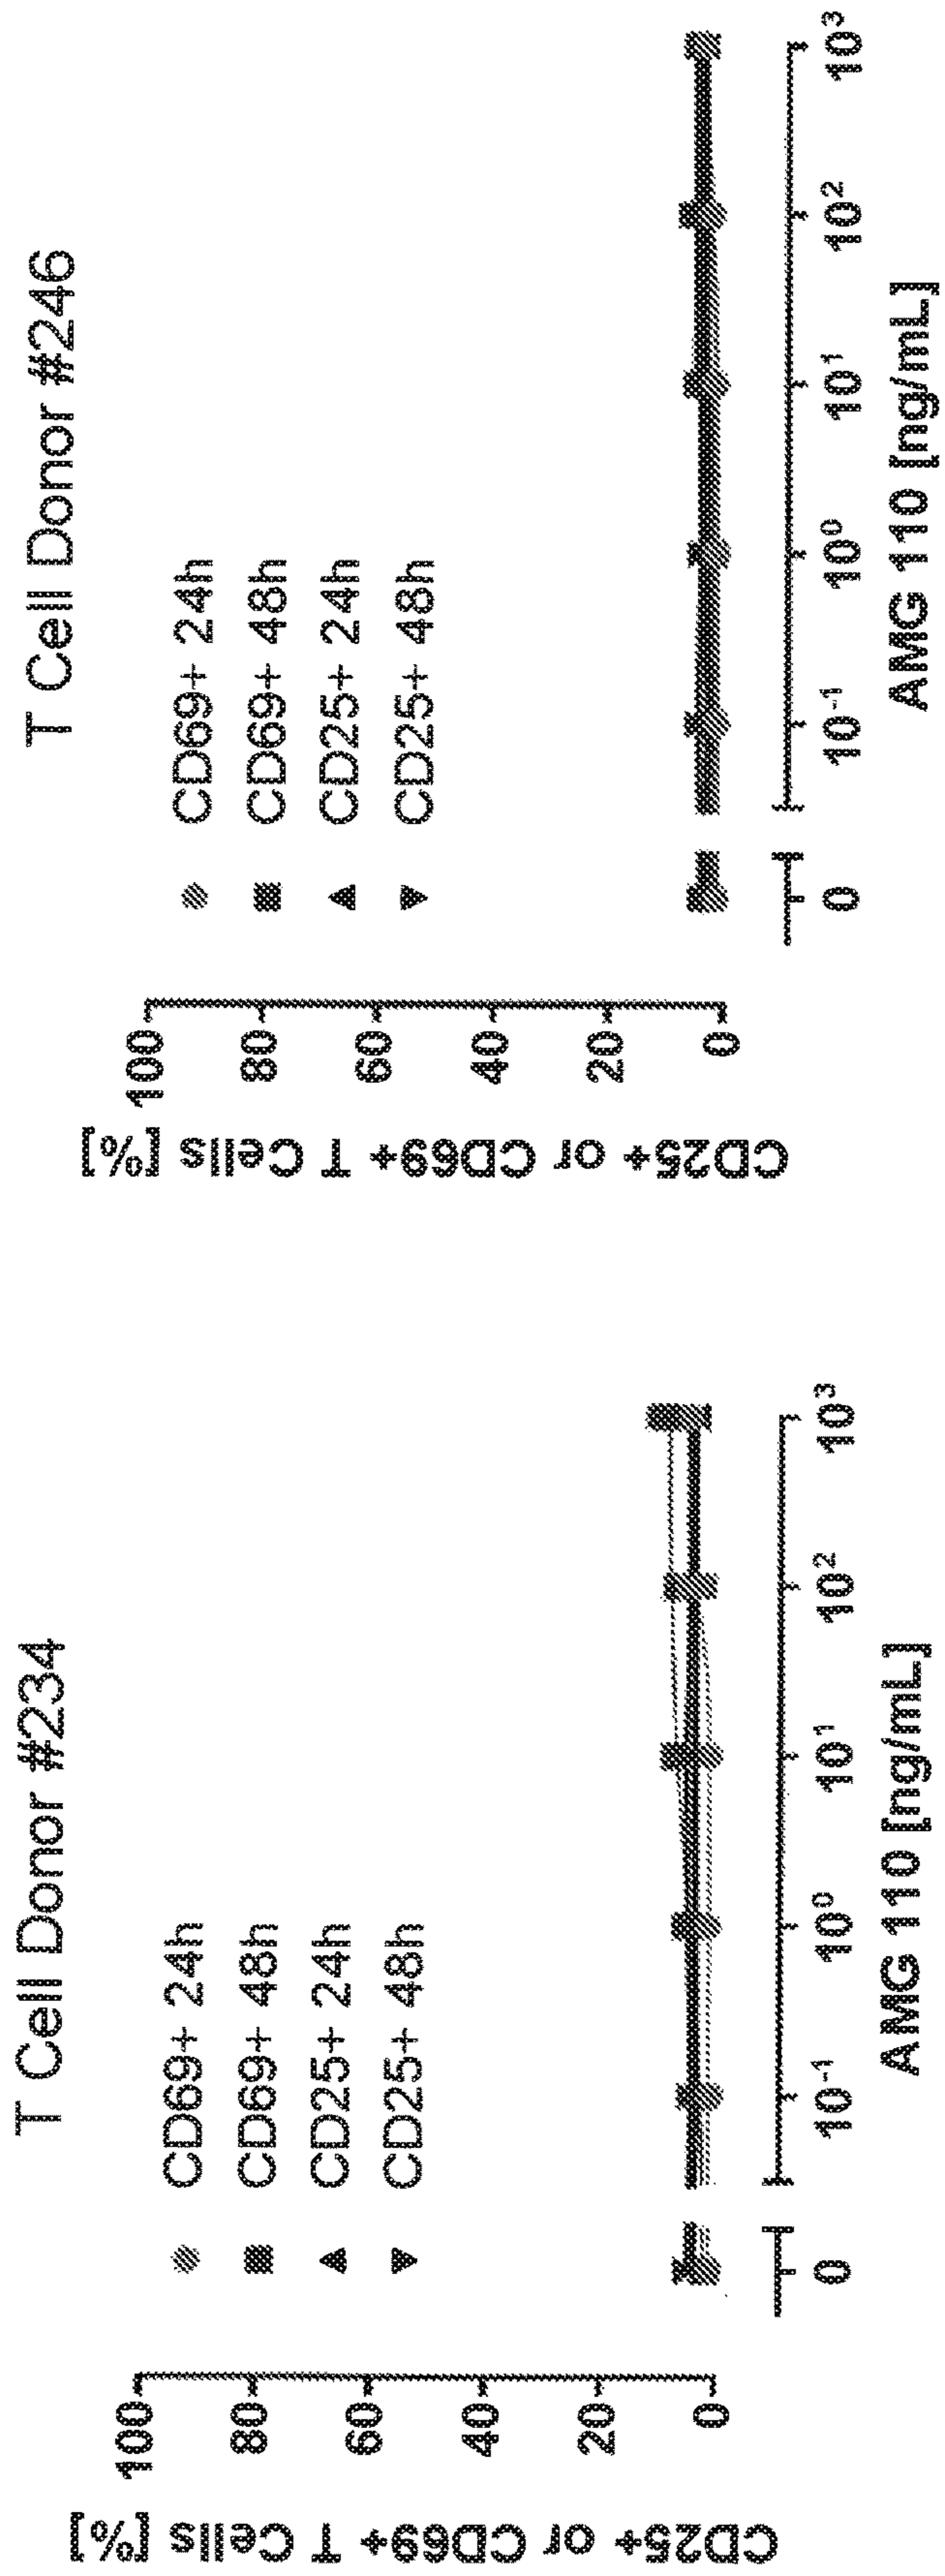 T Cell Donor #234
CD25+ or CD69+ T Cells [%]
100
80
60
40
20
0
CD69+ 24h
CD69+ 48h
CD25+ 24h
CD25+ 48h
0 10⁻¹ 10⁰ 10¹ 10² 10³
AMG 110 [ng/mL]
T Cell Donor #246
CD25+ or CD69+ T Cells [%]
100
80
60
40
20
0
CD69+ 24h
CD69+ 48h
CD25+ 24h
CD25+ 48h
0 10⁻¹ 10⁰ 10¹ 10² 10³
AMG 110 [ng/mL]